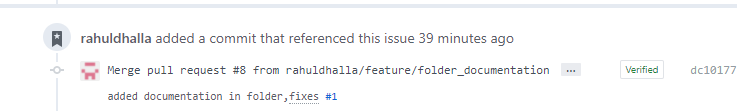 rahuldhalla added a commit that referenced this issue 39 minutes ago
Merge pull request #8 from rahuldhalla/feature/folder_documentation ... Verified dc10177
added documentation in folder,fixes #1